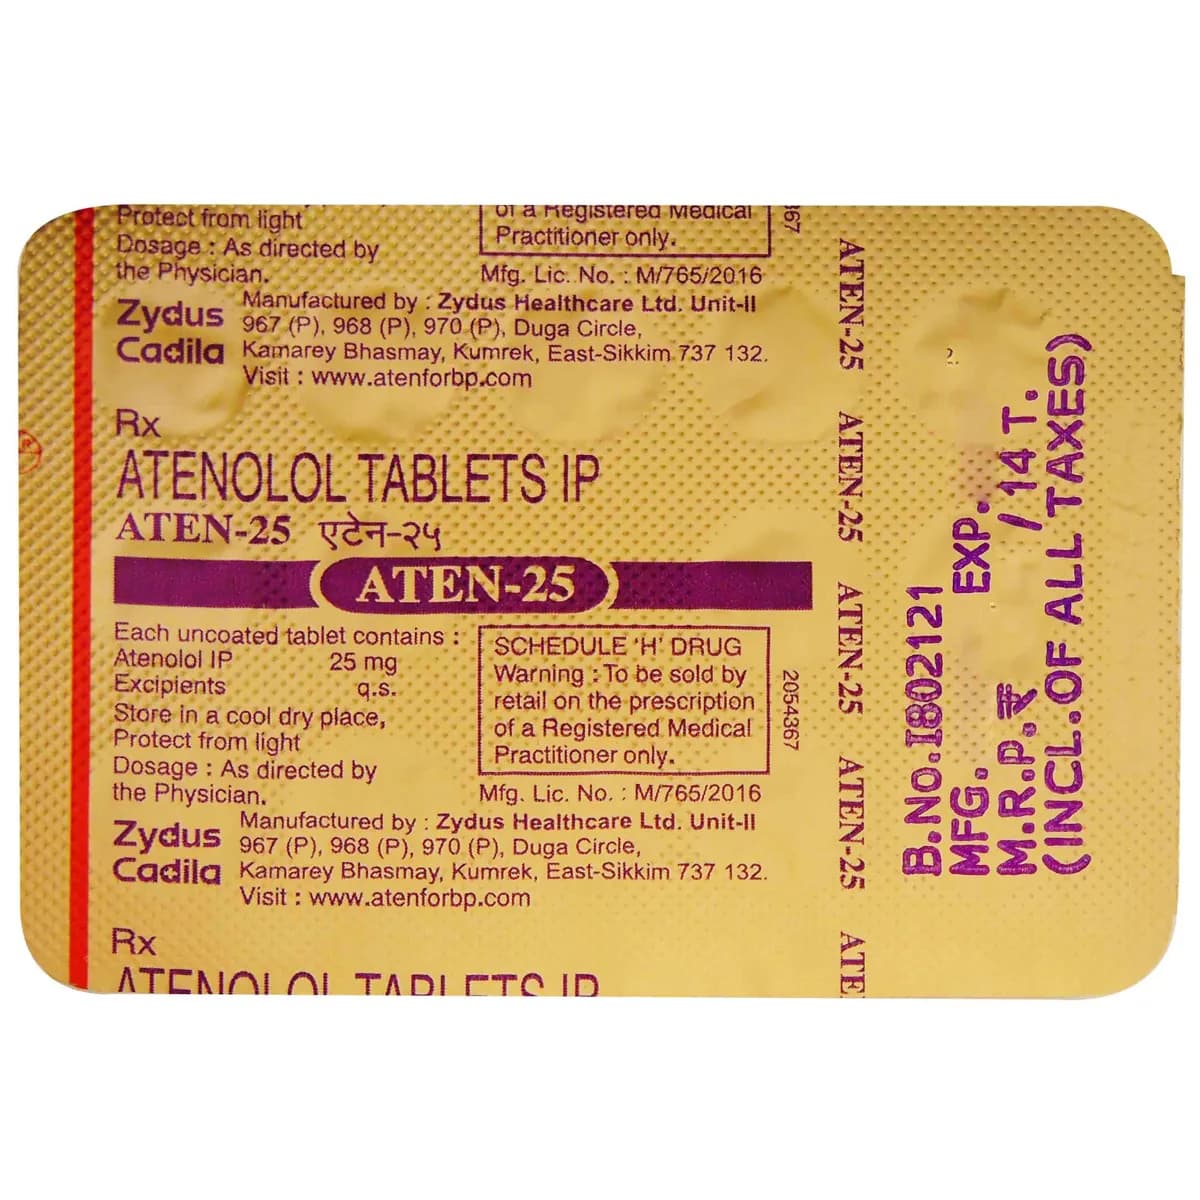 Protect from light
Dosage : As directed by
the Physician.
of a Registered Medical
Practitioner only.
Mfg. Lic. No. : M/765/2016
Zydus
Cadila
Manufactured by : Zydus Healthcare Ltd. Unit-II
967 (P), 968 (P), 970 (P), Duga Circle,
Kamarey Bhasmay, Kumrek, East-Sikkim 737 132.
Visit : www.atenforbp.com
Rx
ATENOLOL TABLETS IP
ATEN-25 एटेन-२५
ATEN-25
Each uncoated tablet contains :
Atenolol IP 25 mg
Excipients q.s.
Store in a cool dry place,
Protect from light
Dosage : As directed by
the Physician.
SCHEDULE 'H' DRUG
Warning : To be sold by
retail on the prescription
of a Registered Medical
Practitioner only.
Mfg. Lic. No. : M/765/2016
Zydus
Cadila
Manufactured by : Zydus Healthcare Ltd. Unit-II
967 (P), 968 (P), 970 (P), Duga Circle,
Kamarey Bhasmay, Kumrek, East-Sikkim 737 132.
Visit : www.atenforbp.com
Rx
ATENOLOL TABLETS IP
367
2054367
ATEN-25 ATEN-25 ATEN-25 ATEN-25 ATE
B.No.I802121
MFG. EXP.
M.R.P.₹ /14 T.
(INCL.OF ALL TAXES)